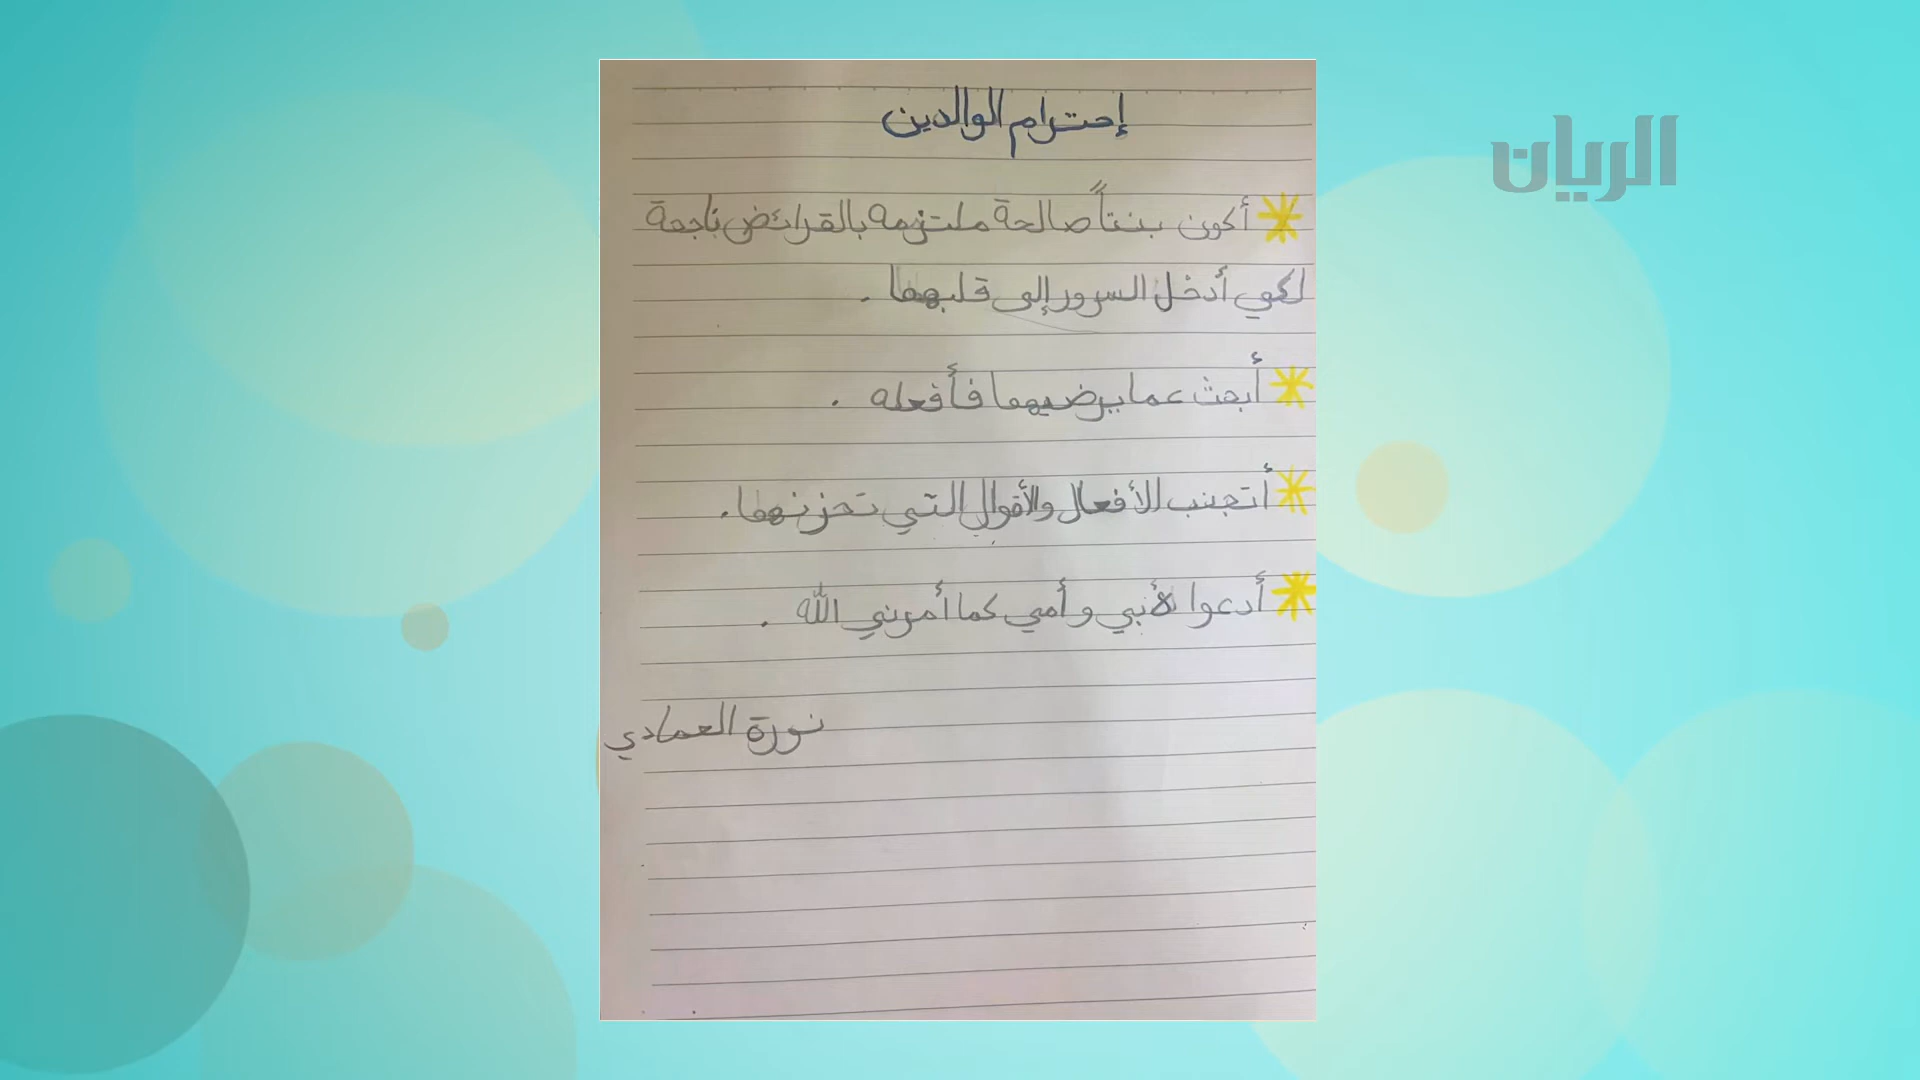 إحترام الوالدين
الريان
أكون بنتاً صالحة ملتزمه بالفرائض ناجحة
لكي أدخل السرور إلى قلبهما .
أبحث عما يرضيهما فأفعله .
أتجنب الأفعال والأقوال التي تحزنهما .
أدعوا لأبي وأمي كما أمرني الله .
نورة العمادي